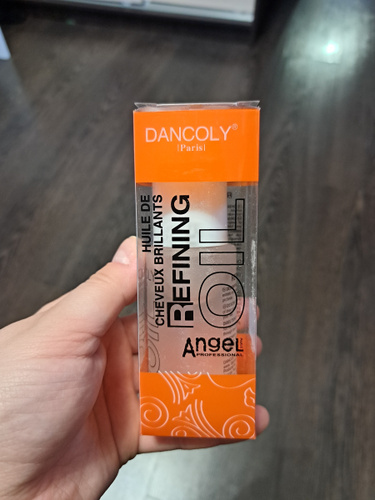 DANCOLY®
[Paris]
HUILE DE
CHEVEUX BRILLANTS
REFINING
OIL
Angel
PROFESSIONAL